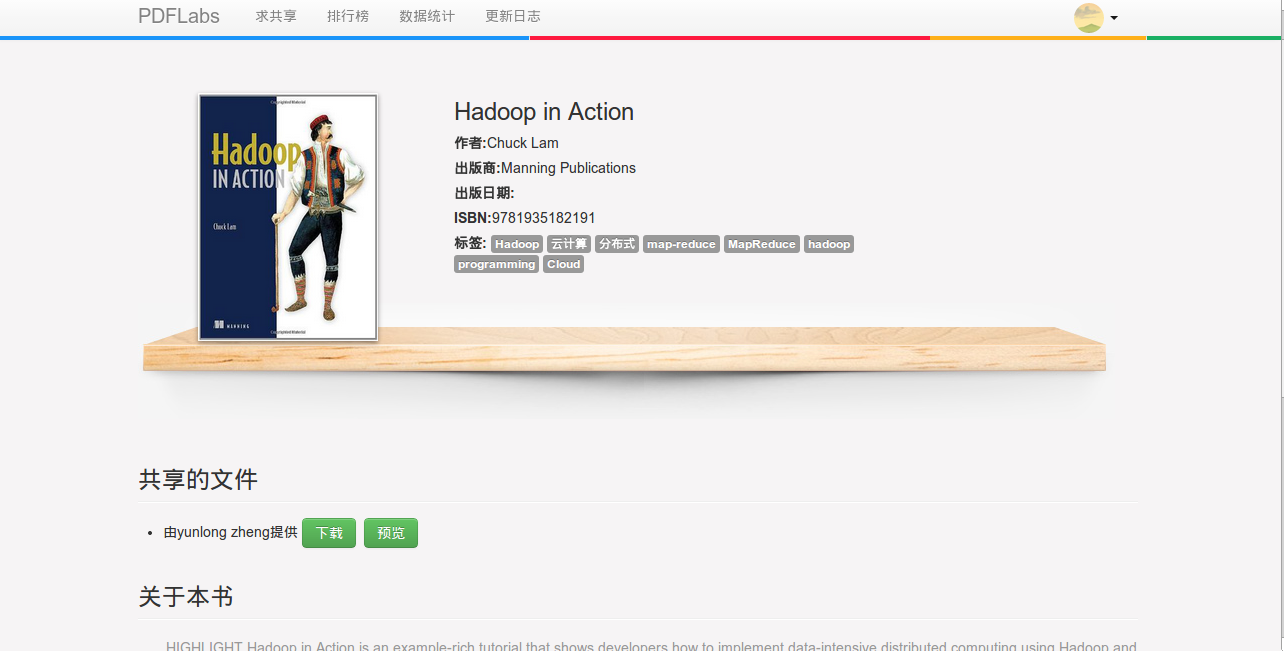 PDFLabs 求共享 排行榜 数据统计 更新日志
Hadoop
IN ACTION
Chuck Lam
MANNING
Hadoop in Action
作者:Chuck Lam
出版商:Manning Publications
出版日期:
ISBN:9781935182191
标签: Hadoop 云计算 分布式 map-reduce MapReduce hadoop
programming Cloud
共享的文件
• 由yunlong zheng提供 下载 预览
关于本书
HIGHLIGHT Hadoop in Action is an example-rich tutorial that shows developers how to implement data-intensive distributed computing using Hadoop and